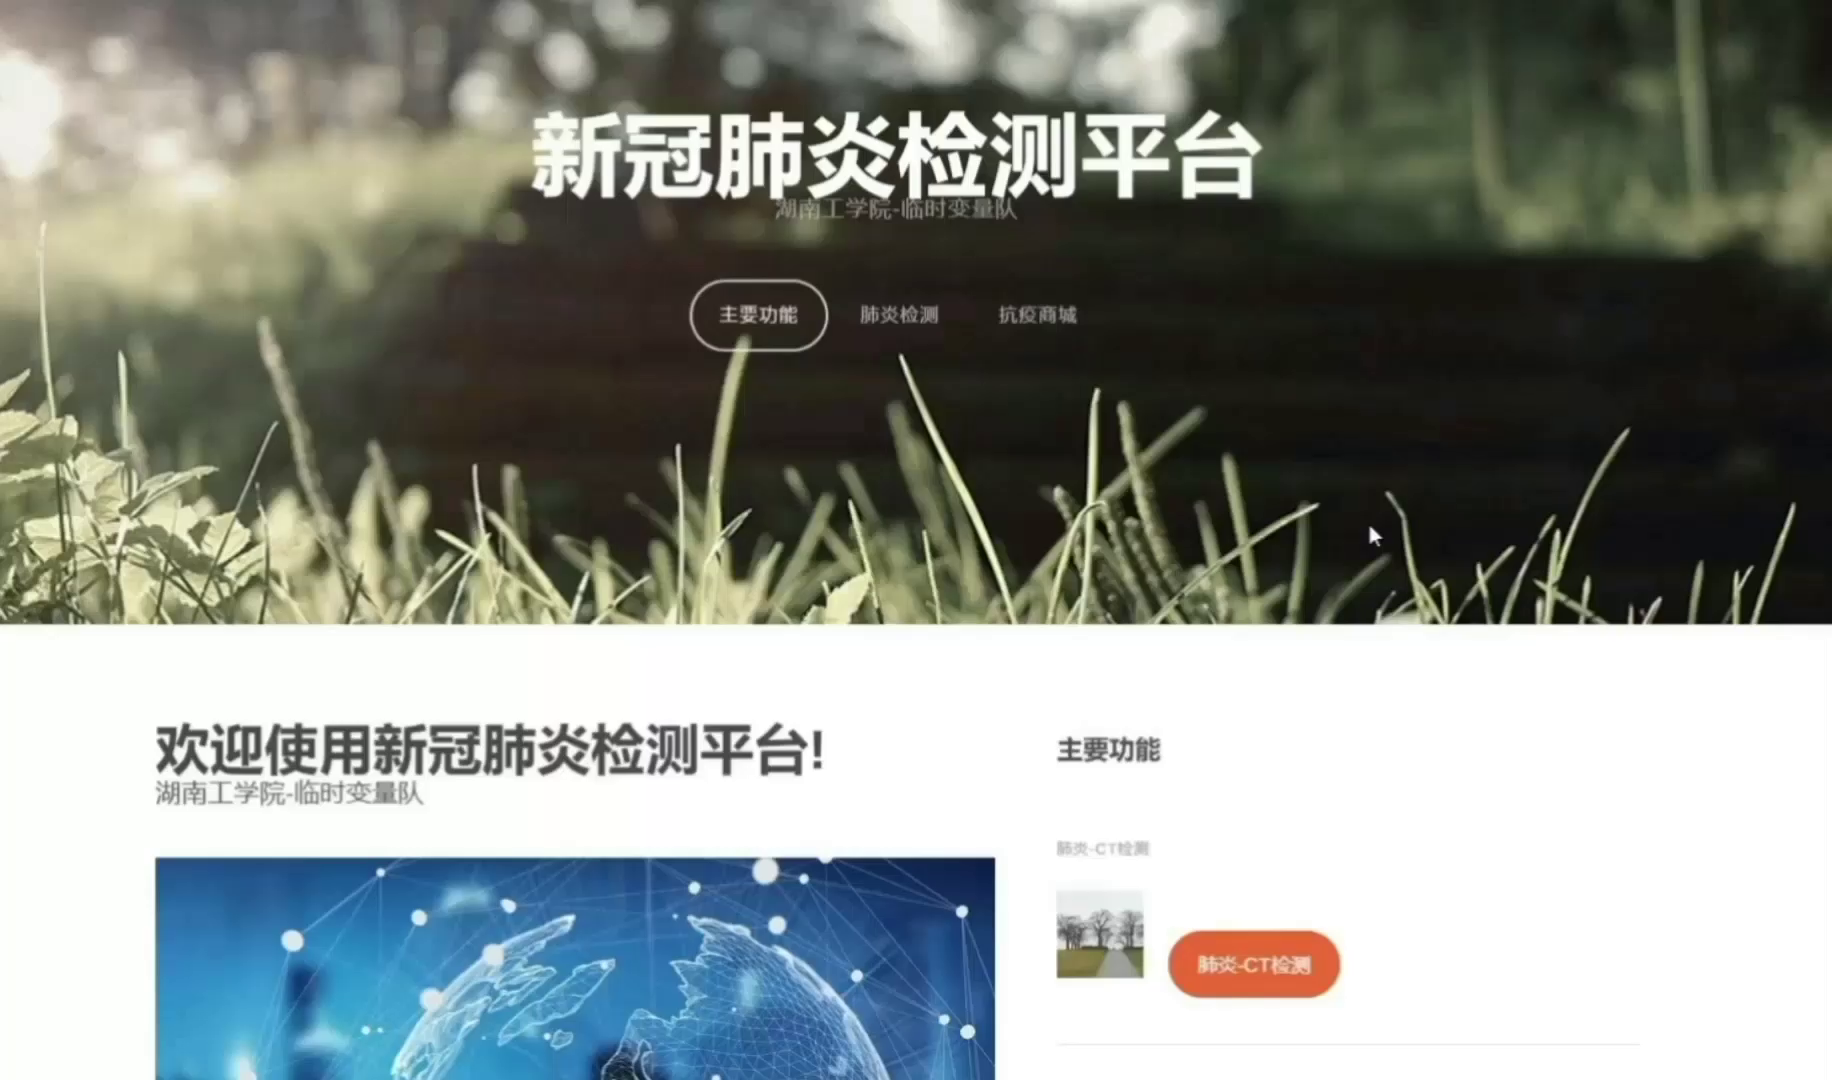 新冠肺炎检测平台
湖南工学院-临时变量队
主要功能 肺炎检测 抗疫商城
欢迎使用新冠肺炎检测平台!
湖南工学院-临时变量队
主要功能
肺炎-CT检测
肺炎-CT检测